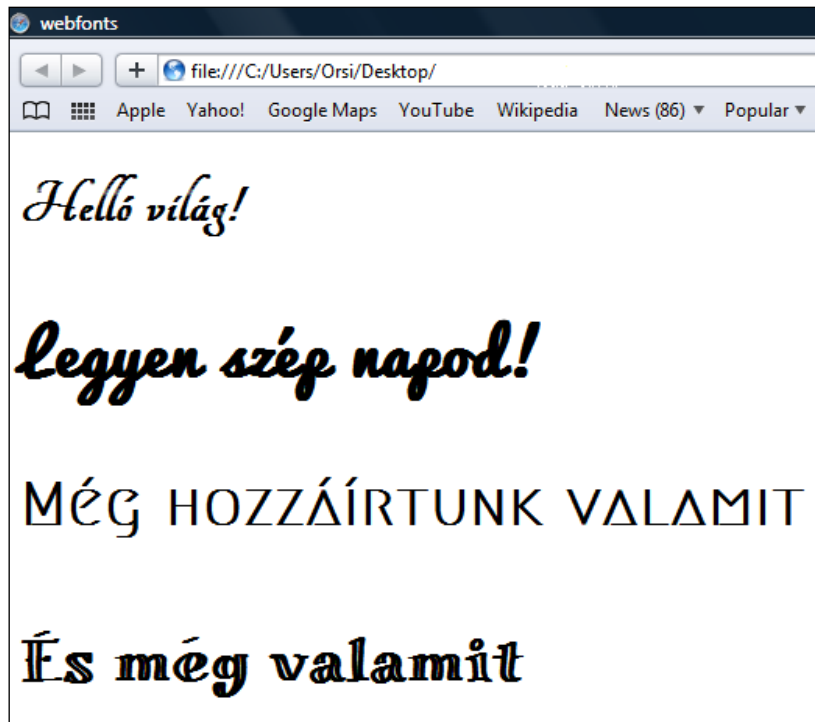 webfonts
file:///C:/Users/Orsi/Desktop/
Apple Yahoo! Google Maps YouTube Wikipedia News (86) Popular
Helló világ!
Legyen szép napod!
Még hozzáírtunk valamit
És még valamit